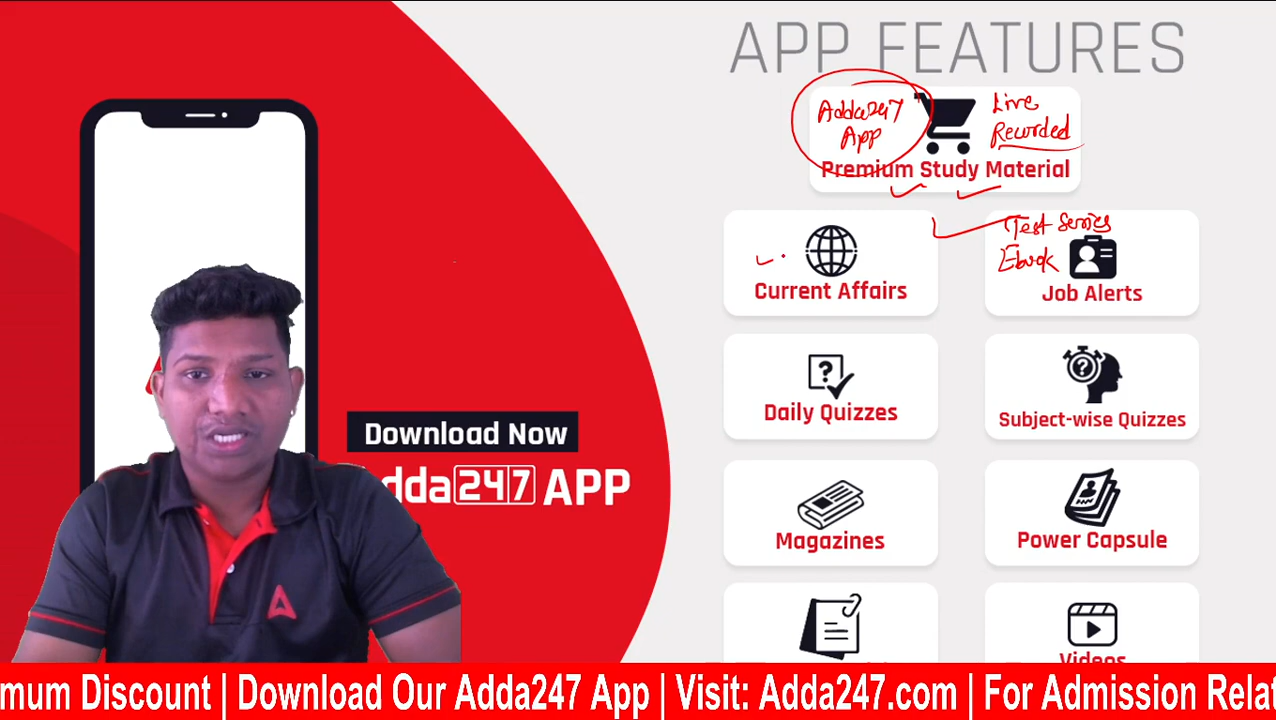 APP FEATURES
Adda247
App
Live
Recorded
Premium Study Material
Test Series
Ebook
Current Affairs
Job Alerts
Daily Quizzes
Subject-wise Quizzes
Download Now
dda247 APP
Magazines
Power Capsule
Videos
mum Discount | Download Our Adda247 App | Visit: Adda247.com | For Admission Relat